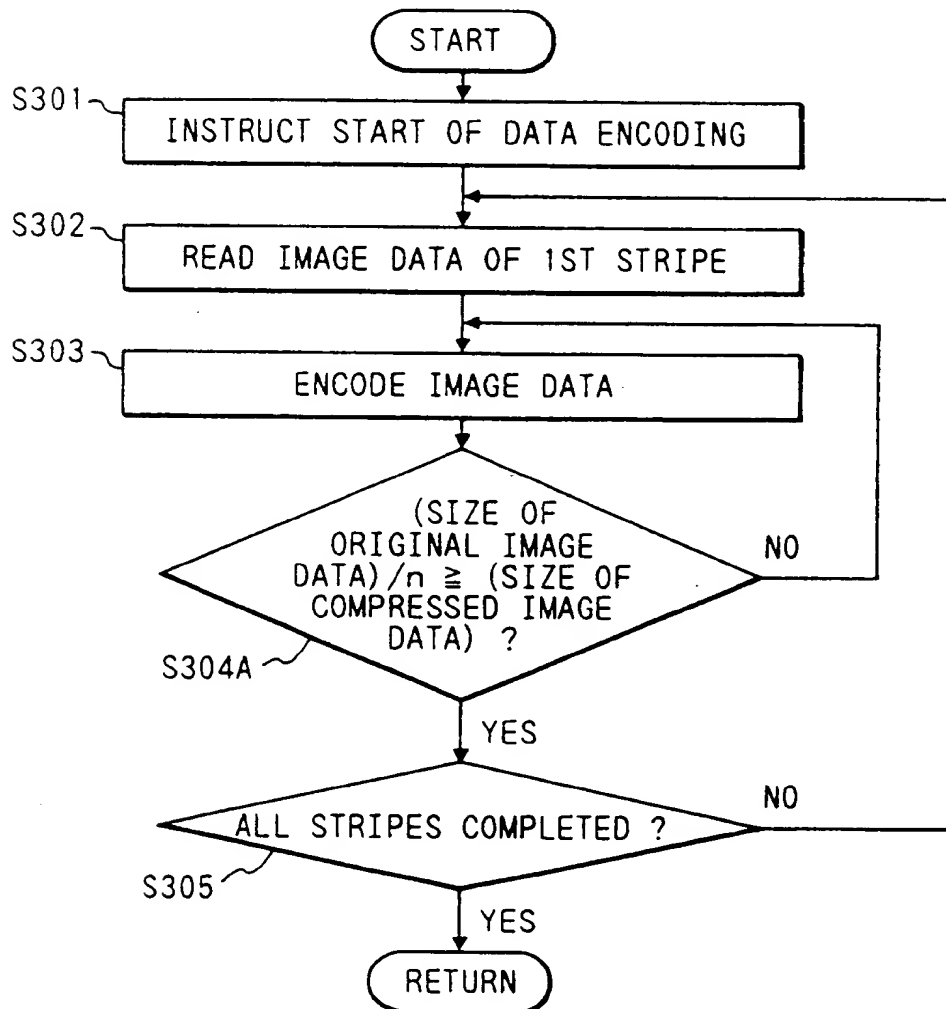 START
S301
INSTRUCT START OF DATA ENCODING
S302
READ IMAGE DATA OF 1ST STRIPE
S303
ENCODE IMAGE DATA
(SIZE OF
ORIGINAL IMAGE
DATA)/n ≧ (SIZE OF
COMPRESSED IMAGE
DATA) ?
NO
S304A
YES
ALL STRIPES COMPLETED ?
NO
S305
YES
RETURN